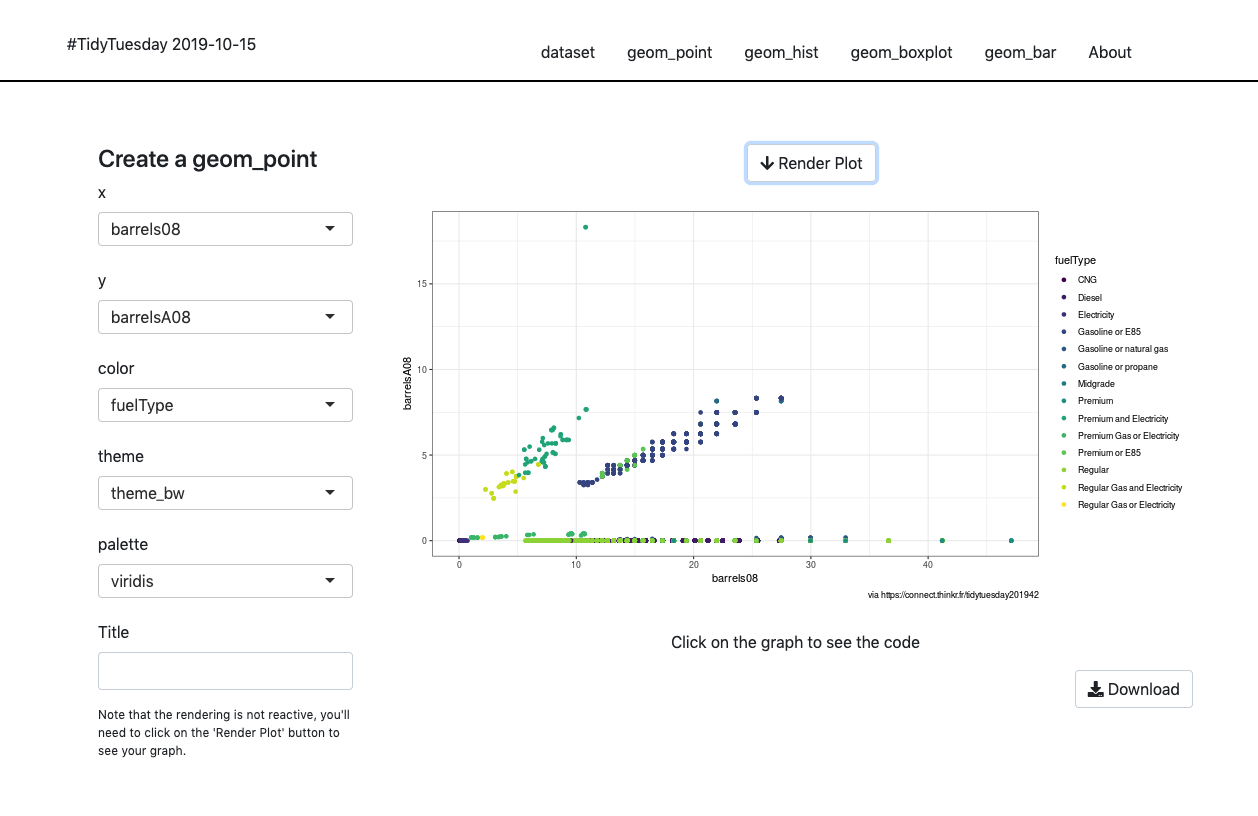 #TidyTuesday 2019-10-15
dataset geom_point geom_hist geom_boxplot geom_bar About
Create a geom_point
x
barrels08
y
barrelsA08
color
fuelType
theme
theme_bw
palette
viridis
Title
Note that the rendering is not reactive, you'll
need to click on the 'Render Plot' button to
see your graph.
Render Plot
barrelsA08
15
10
5
0
0 10 20 30 40
barrels08
via https://connect.thinkr.fr/tidytuesday201942
fuelType
CNG
Diesel
Electricity
Gasoline or E85
Gasoline or natural gas
Gasoline or propane
Midgrade
Premium
Premium and Electricity
Premium Gas or Electricity
Premium or E85
Regular
Regular Gas and Electricity
Regular Gas or Electricity
Click on the graph to see the code
Download